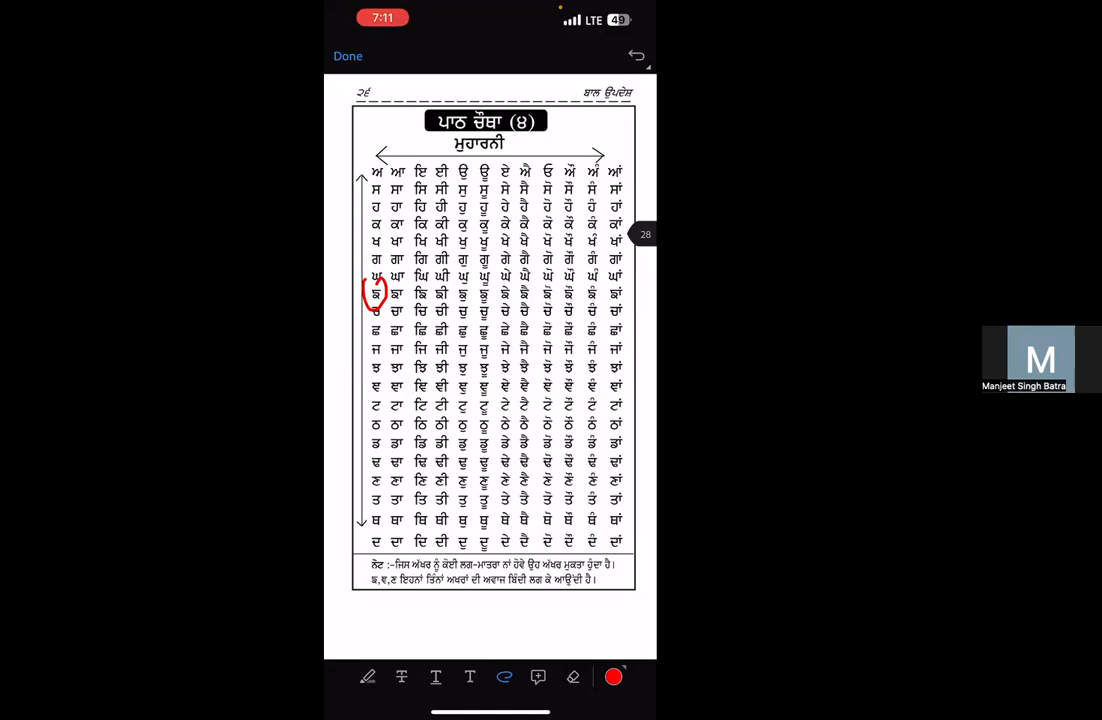 7:11
LTE 49
Done
੨੬ ਬਾਲ ਉਪਦੇਸ਼
ਪਾਠ ਚੌਥਾ (੪)
ਮੁਹਾਰਨੀ
ਅ ਆ ਇ ਈ ਉ ਊ ਏ ਐ ਓ ਔ ਅੰ ਆਂ
ਸ ਸਾ ਸਿ ਸੀ ਸੁ ਸੂ ਸੇ ਸੈ ਸੋ ਸੌ ਸੰ ਸਾਂ
ਹ ਹਾ ਹਿ ਹੀ ਹੁ ਹੂ ਹੇ ਹੈ ਹੋ ਹੌ ਹੰ ਹਾਂ
ਕ ਕਾ ਕਿ ਕੀ ਕੁ ਕੂ ਕੇ ਕੈ ਕੋ ਕੌ ਕੰ ਕਾਂ
28
ਖ ਖਾ ਖਿ ਖੀ ਖੁ ਖੂ ਖੇ ਖੈ ਖੋ ਖੌ ਖੰ ਖਾਂ
ਗ ਗਾ ਗਿ ਗੀ ਗੁ ਗੂ ਗੇ ਗੈ ਗੋ ਗੌ ਗੰ ਗਾਂ
ਘ ਘਾ ਘਿ ਘੀ ਘੁ ਘੂ ਘੇ ਘੈ ਘੋ ਘੌ ਘੰ ਘਾਂ
ਙ ਙਾ ਙਿ ਙੀ ਙੁ ਙੂ ਙੇ ਙੈ ਙੋ ਙੌ ਙੰ ਙਾਂ
ਚ ਚਾ ਚਿ ਚੀ ਚੁ ਚੂ ਚੇ ਚੈ ਚੋ ਚੌ ਚੰ ਚਾਂ
ਛ ਛਾ ਛਿ ਛੀ ਛੁ ਛੂ ਛੇ ਛੈ ਛੋ ਛੌ ਛੰ ਛਾਂ
ਜ ਜਾ ਜਿ ਜੀ ਜੁ ਜੂ ਜੇ ਜੈ ਜੋ ਜੌ ਜੰ ਜਾਂ
ਝ ਝਾ ਝਿ ਝੀ ਝੁ ਝੂ ਝੇ ਝੈ ਝੋ ਝੌ ਝੰ ਝਾਂ
ਞ ਞਾ ਞਿ ਞੀ ਞੁ ਞੂ ਞੇ ਞੈ ਞੋ ਞੌ ਞੰ ਞਾਂ
ਟ ਟਾ ਟਿ ਟੀ ਟੁ ਟੂ ਟੇ ਟੈ ਟੋ ਟੌ ਟੰ ਟਾਂ
ਠ ਠਾ ਠਿ ਠੀ ਠੁ ਠੂ ਠੇ ਠੈ ਠੋ ਠੌ ਠੰ ਠਾਂ
ਡ ਡਾ ਡਿ ਡੀ ਡੁ ਡੂ ਡੇ ਡੈ ਡੋ ਡੌ ਡੰ ਡਾਂ
ਢ ਢਾ ਢਿ ਢੀ ਢੁ ਢੂ ਢੇ ਢੈ ਢੋ ਢੌ ਢੰ ਢਾਂ
ਣ ਣਾ ਣਿ ਣੀ ਣੁ ਣੂ ਣੇ ਣੈ ਣੋ ਣੌ ਣੰ ਣਾਂ
ਤ ਤਾ ਤਿ ਤੀ ਤੁ ਤੂ ਤੇ ਤੈ ਤੋ ਤੌ ਤੰ ਤਾਂ
ਥ ਥਾ ਥਿ ਥੀ ਥੁ ਥੂ ਥੇ ਥੈ ਥੋ ਥੌ ਥੰ ਥਾਂ
ਦ ਦਾ ਦਿ ਦੀ ਦੁ ਦੂ ਦੇ ਦੈ ਦੋ ਦੌ ਦੰ ਦਾਂ
ਨੋਟ :-ਜਿਸ ਅੱਖਰ ਨੂੰ ਕੋਈ ਲਗ-ਮਾਤਰਾ ਨਾਂ ਹੋਵੇ ਉਹ ਅੱਖਰ ਮੁਕਤਾ ਹੁੰਦਾ ਹੈ।
ਙ,ਞ,ਣ ਇਹਨਾਂ ਤਿੰਨਾਂ ਅਖਰਾਂ ਦੀ ਅਵਾਜ ਬਿੰਦੀ ਲਗ ਕੇ ਆਉਂਦੀ ਹੈ।
T T T
M
Manjeet Singh Batra